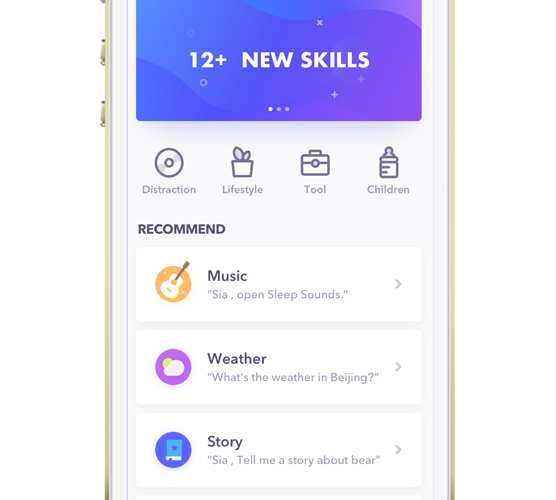 12+ NEW SKILLS
Distraction
Lifestyle
Tool
Children
RECOMMEND
Music
“Sia , open Sleep Sounds.”
Weather
“What's the weather in Beijing?”
Story
“Sia , Tell me a story about bear”